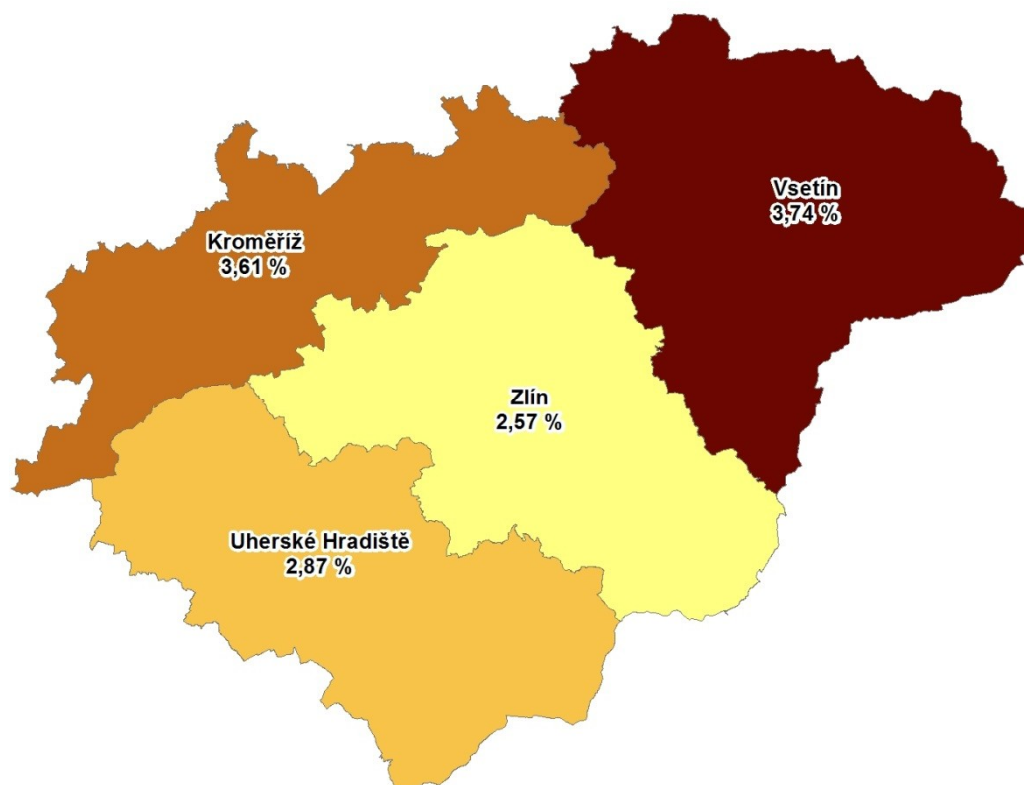 Vsetín
3,74 %
Kroměříž
3,61 %
Zlín
2,57 %
Uherské Hradiště
2,87 %